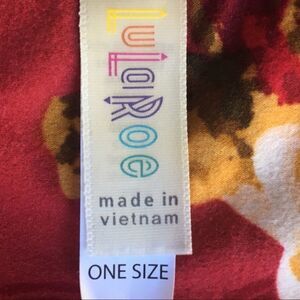 LuLaRoe
made in
vietnam
ONE SIZE